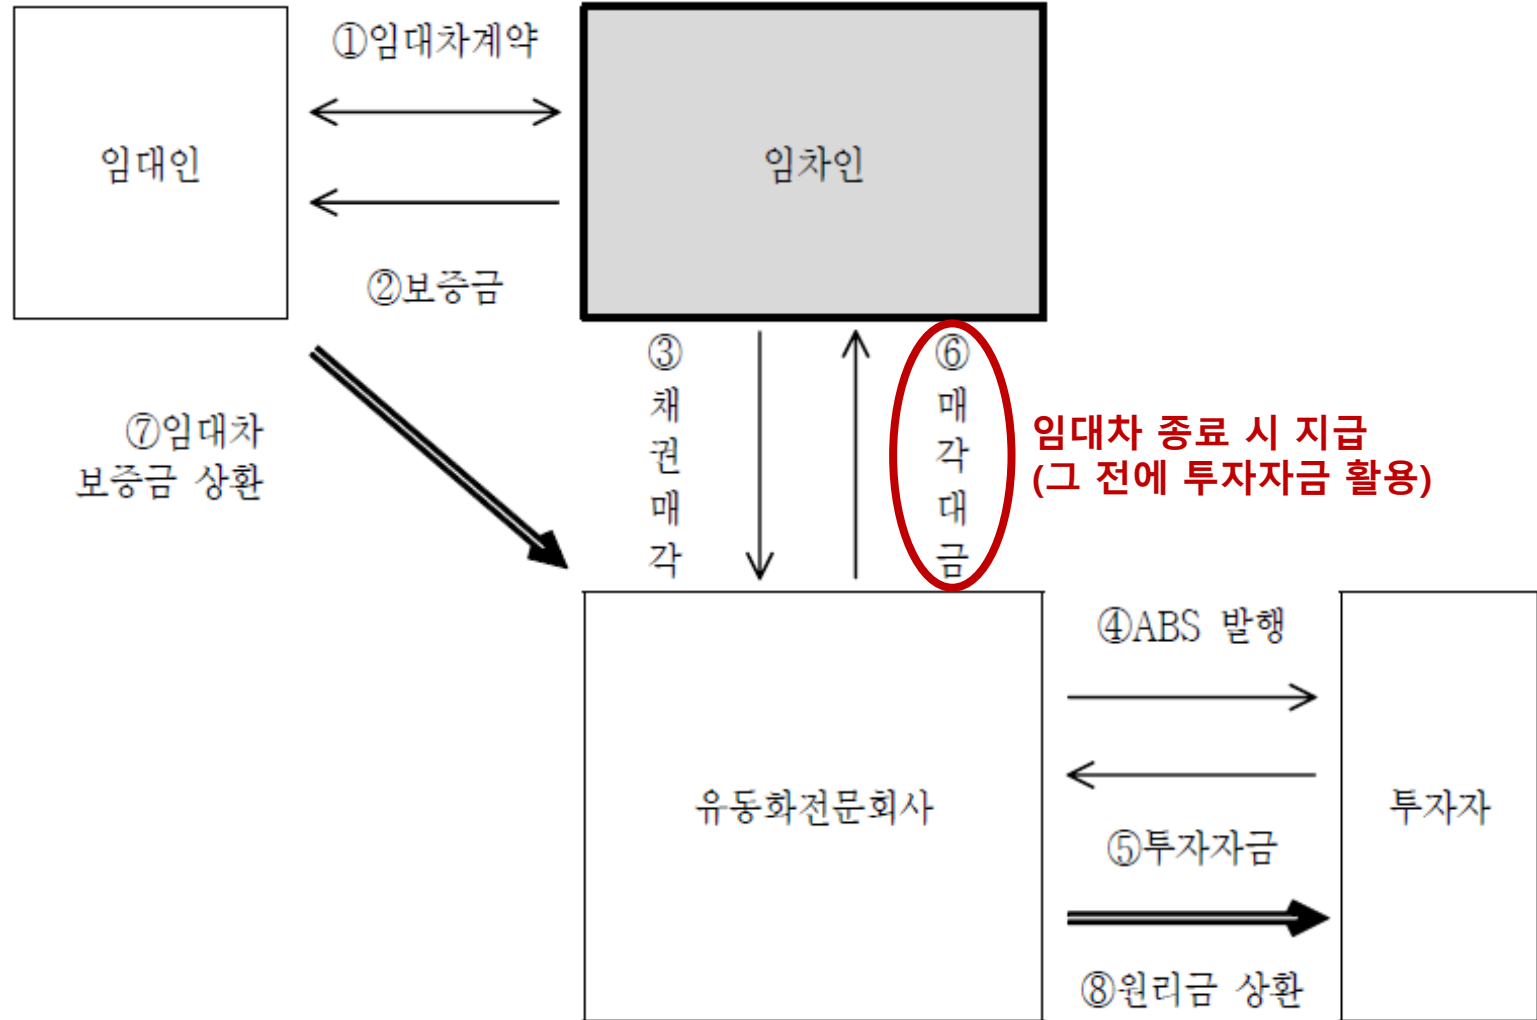 ①임대차계약
임대인
임차인
②보증금
③채권매각
⑥매각대금
임대차 종료 시 지급
(그 전에 투자자금 활용)
⑦임대차
보증금 상환
④ABS 발행
유동화전문회사
투자자
⑤투자자금
⑧원리금 상환